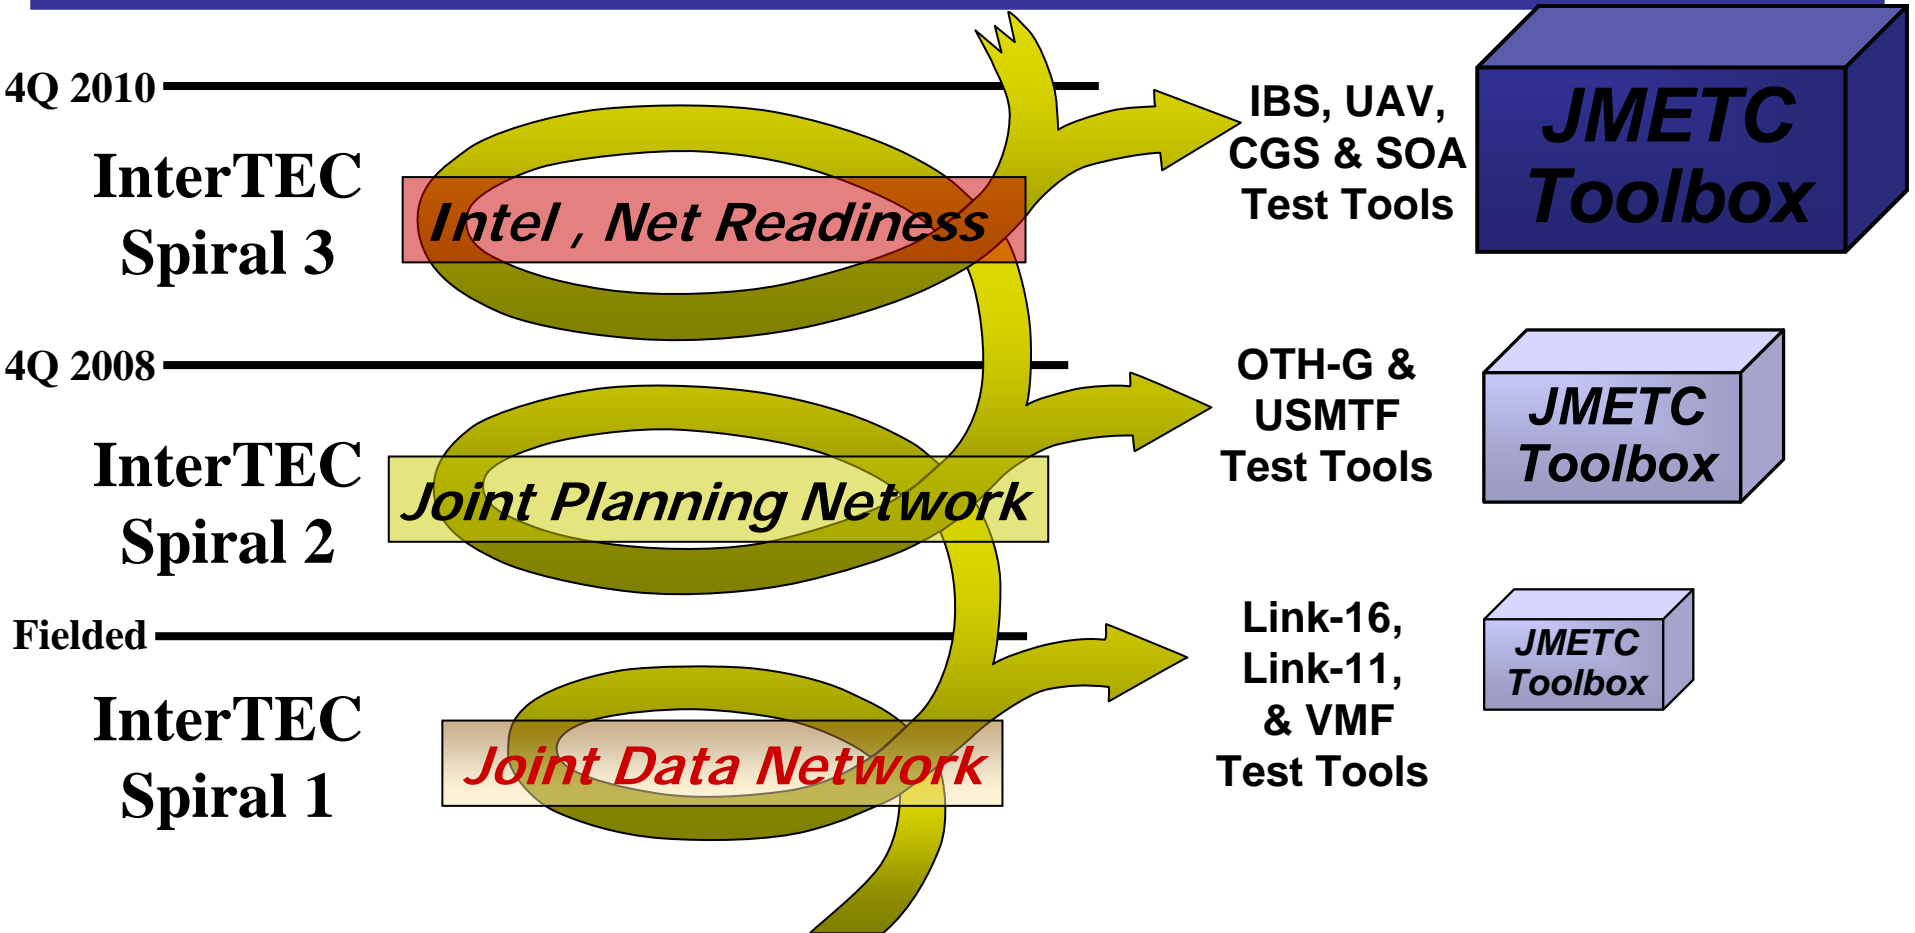 4Q 2010
InterTEC
Spiral 3
Intel , Net Readiness
IBS, UAV,
CGS & SOA
Test Tools
JMETC
Toolbox
4Q 2008
InterTEC
Spiral 2
Joint Planning Network
OTH-G &
USMTF
Test Tools
JMETC
Toolbox
Fielded
InterTEC
Spiral 1
Joint Data Network
Link-16,
Link-11,
& VMF
Test Tools
JMETC
Toolbox